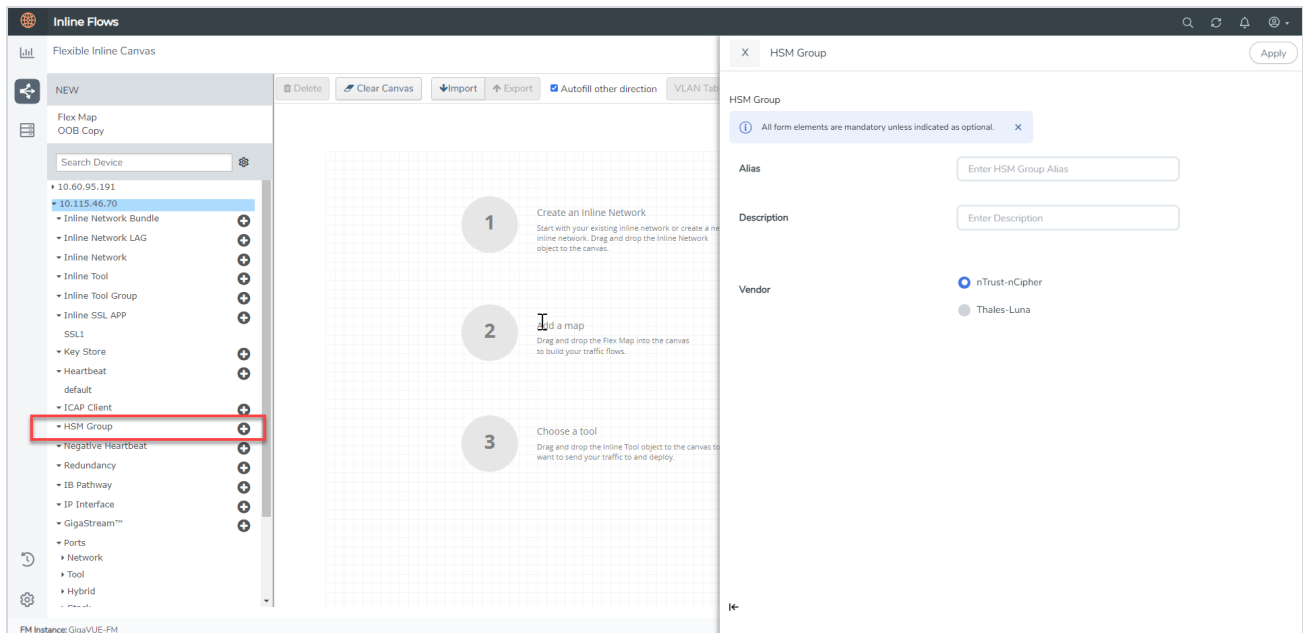 Inline Flows
Flexible Inline Canvas
NEW
Flex Map
OOB Copy
Search Device
10.60.95.191
10.115.46.70
Inline Network Bundle
Inline Network LAG
Inline Network
Inline Tool
Inline Tool Group
Inline SSL APP
SSL1
Key Store
Heartbeat
default
ICAP Client
HSM Group
Negative Heartbeat
Redundancy
IB Pathway
IP Interface
GigaStream™
Ports
Network
Tool
Hybrid
Delete
Clear Canvas
Import
Export
Autofill other direction
VLAN Tab
1
Create an Inline Network
Start with your existing inline network or create a ne
inline network. Drag and drop the Inline Network
object to the canvas.
2
Add a map
Drag and drop the Flex Map into the canvas
to build your traffic flows.
3
Choose a tool
Drag and drop the Inline Tool object to the canvas to
want to send your traffic to and deploy.
X
HSM Group
Apply
HSM Group
All form elements are mandatory unless indicated as optional.
Alias
Enter HSM Group Alias
Description
Enter Description
Vendor
nTrust-nCipher
Thales-Luna
FM Instance: GigaVUE-FM